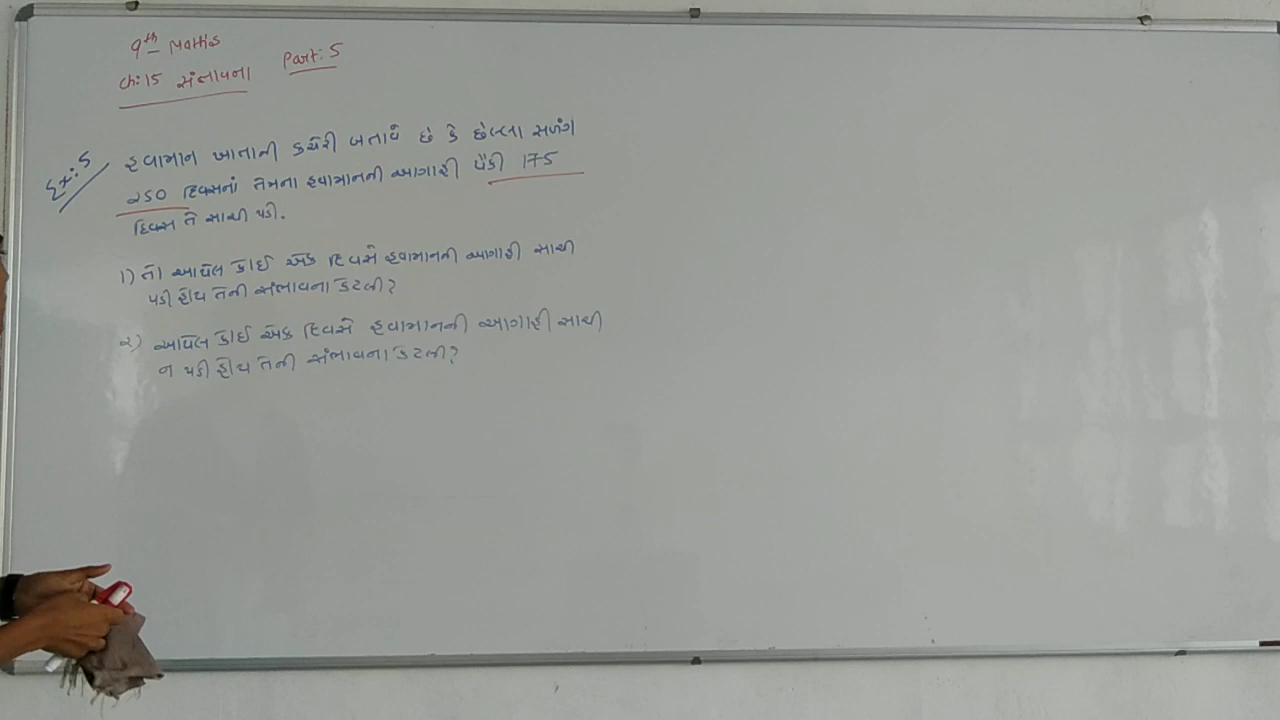 9th Maths
Ch:15 સંભાવના Part:5
Ex:5 હવામાન ખાતાની કચેરી બતાવે છે કે છેલ્લા સળંગ
૨50 દિવસનાં તેમના હવામાનની આગાહી પૈકી 175
દિવસ તે સાચી પડી.
1) તો આપેલ કોઈ એક દિવસે હવામાનની આગાહી સાચી
પડી હોય તેની સંભાવના કેટલી?
૨) આપેલ કોઈ એક દિવસે હવામાનની આગાહી સાચી
ન પડી હોય તેની સંભાવના કેટલી?